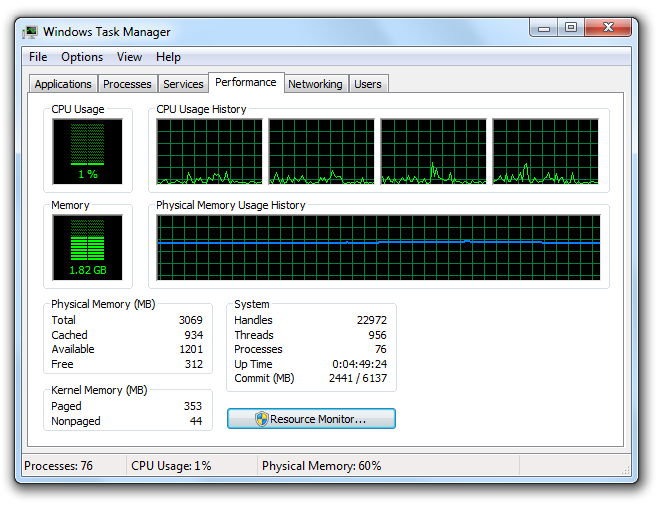 Windows Task Manager
File Options View Help
Applications Processes Services Performance Networking Users
CPU Usage
CPU Usage History
1 %
Memory
Physical Memory Usage History
1.82 GB
Physical Memory (MB)
Total 3069
Cached 934
Available 1201
Free 312
System
Handles 22972
Threads 956
Processes 76
Up Time 0:04:49:24
Commit (MB) 2441 / 6137
Kernel Memory (MB)
Paged 353
Nonpaged 44
Resource Monitor...
Processes: 76 CPU Usage: 1% Physical Memory: 60%